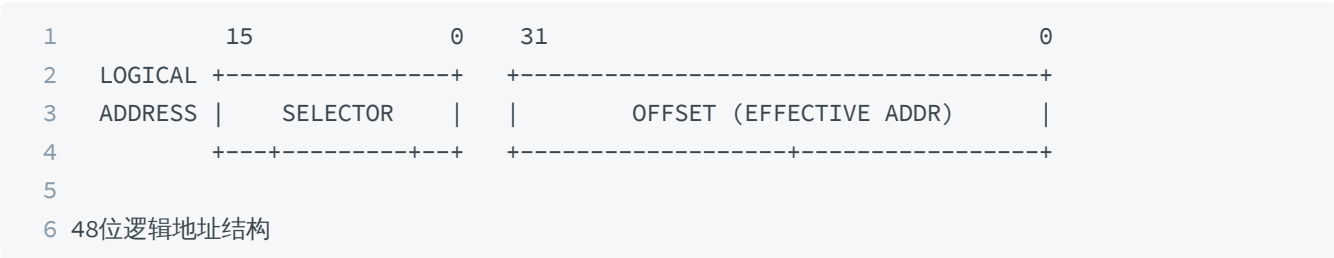 1             15              0    31                                   0
2    LOGICAL +----------------+   +-------------------------------------+
3    ADDRESS |    SELECTOR    |   |        OFFSET (EFFECTIVE ADDR)      |
4            +---+---------+--+   +-------------------+-----------------+
5
6  48位逻辑地址结构